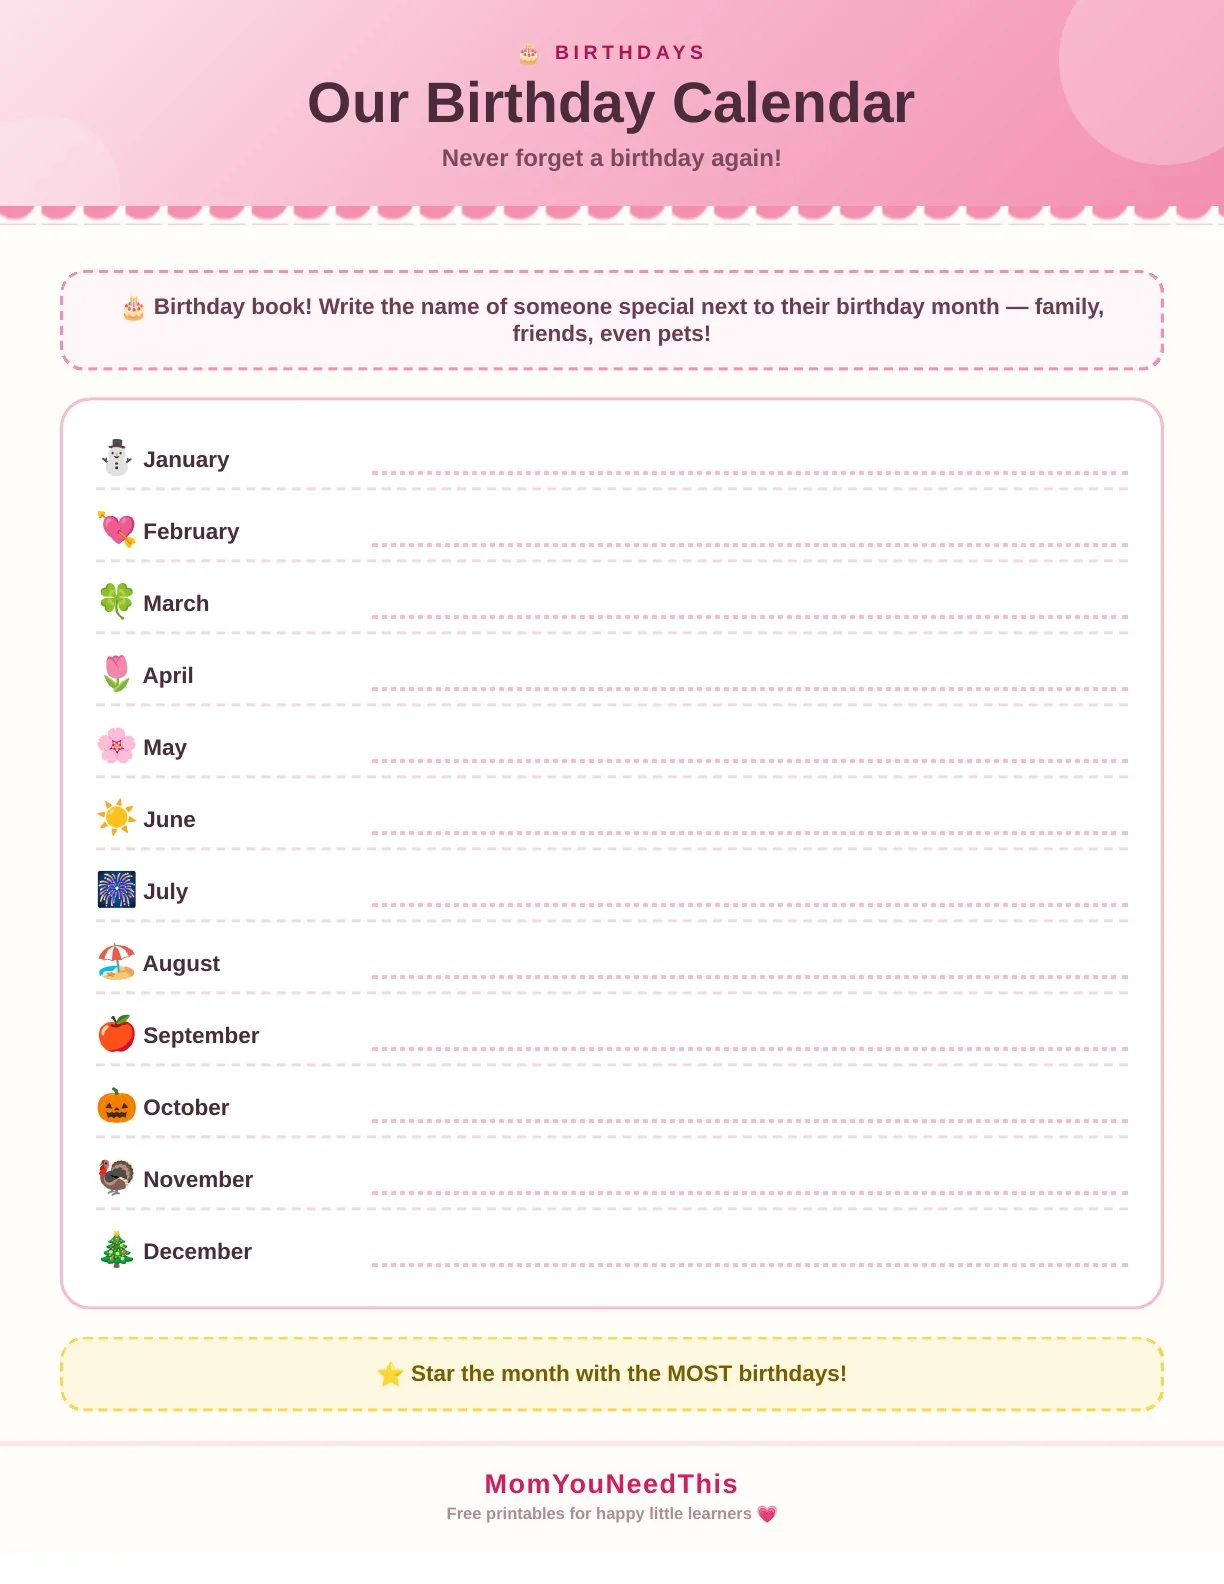 🎂 BIRTHDAYS
Our Birthday Calendar
Never forget a birthday again!
🎂 Birthday book! Write the name of someone special next to their birthday month — family,
friends, even pets!
January
February
March
April
May
June
July
August
September
October
November
December
⭐ Star the month with the MOST birthdays!
MomYouNeedThis
Free printables for happy little learners 💗